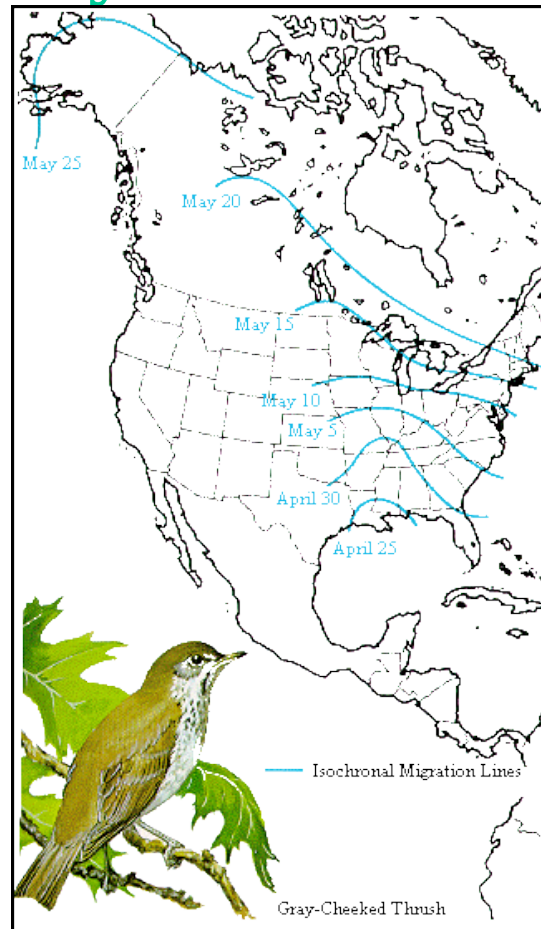 May 25
May 20
May 15
May 10
May 5
April 30
April 25
Isochronal Migration Lines
Gray-Cheeked Thrush